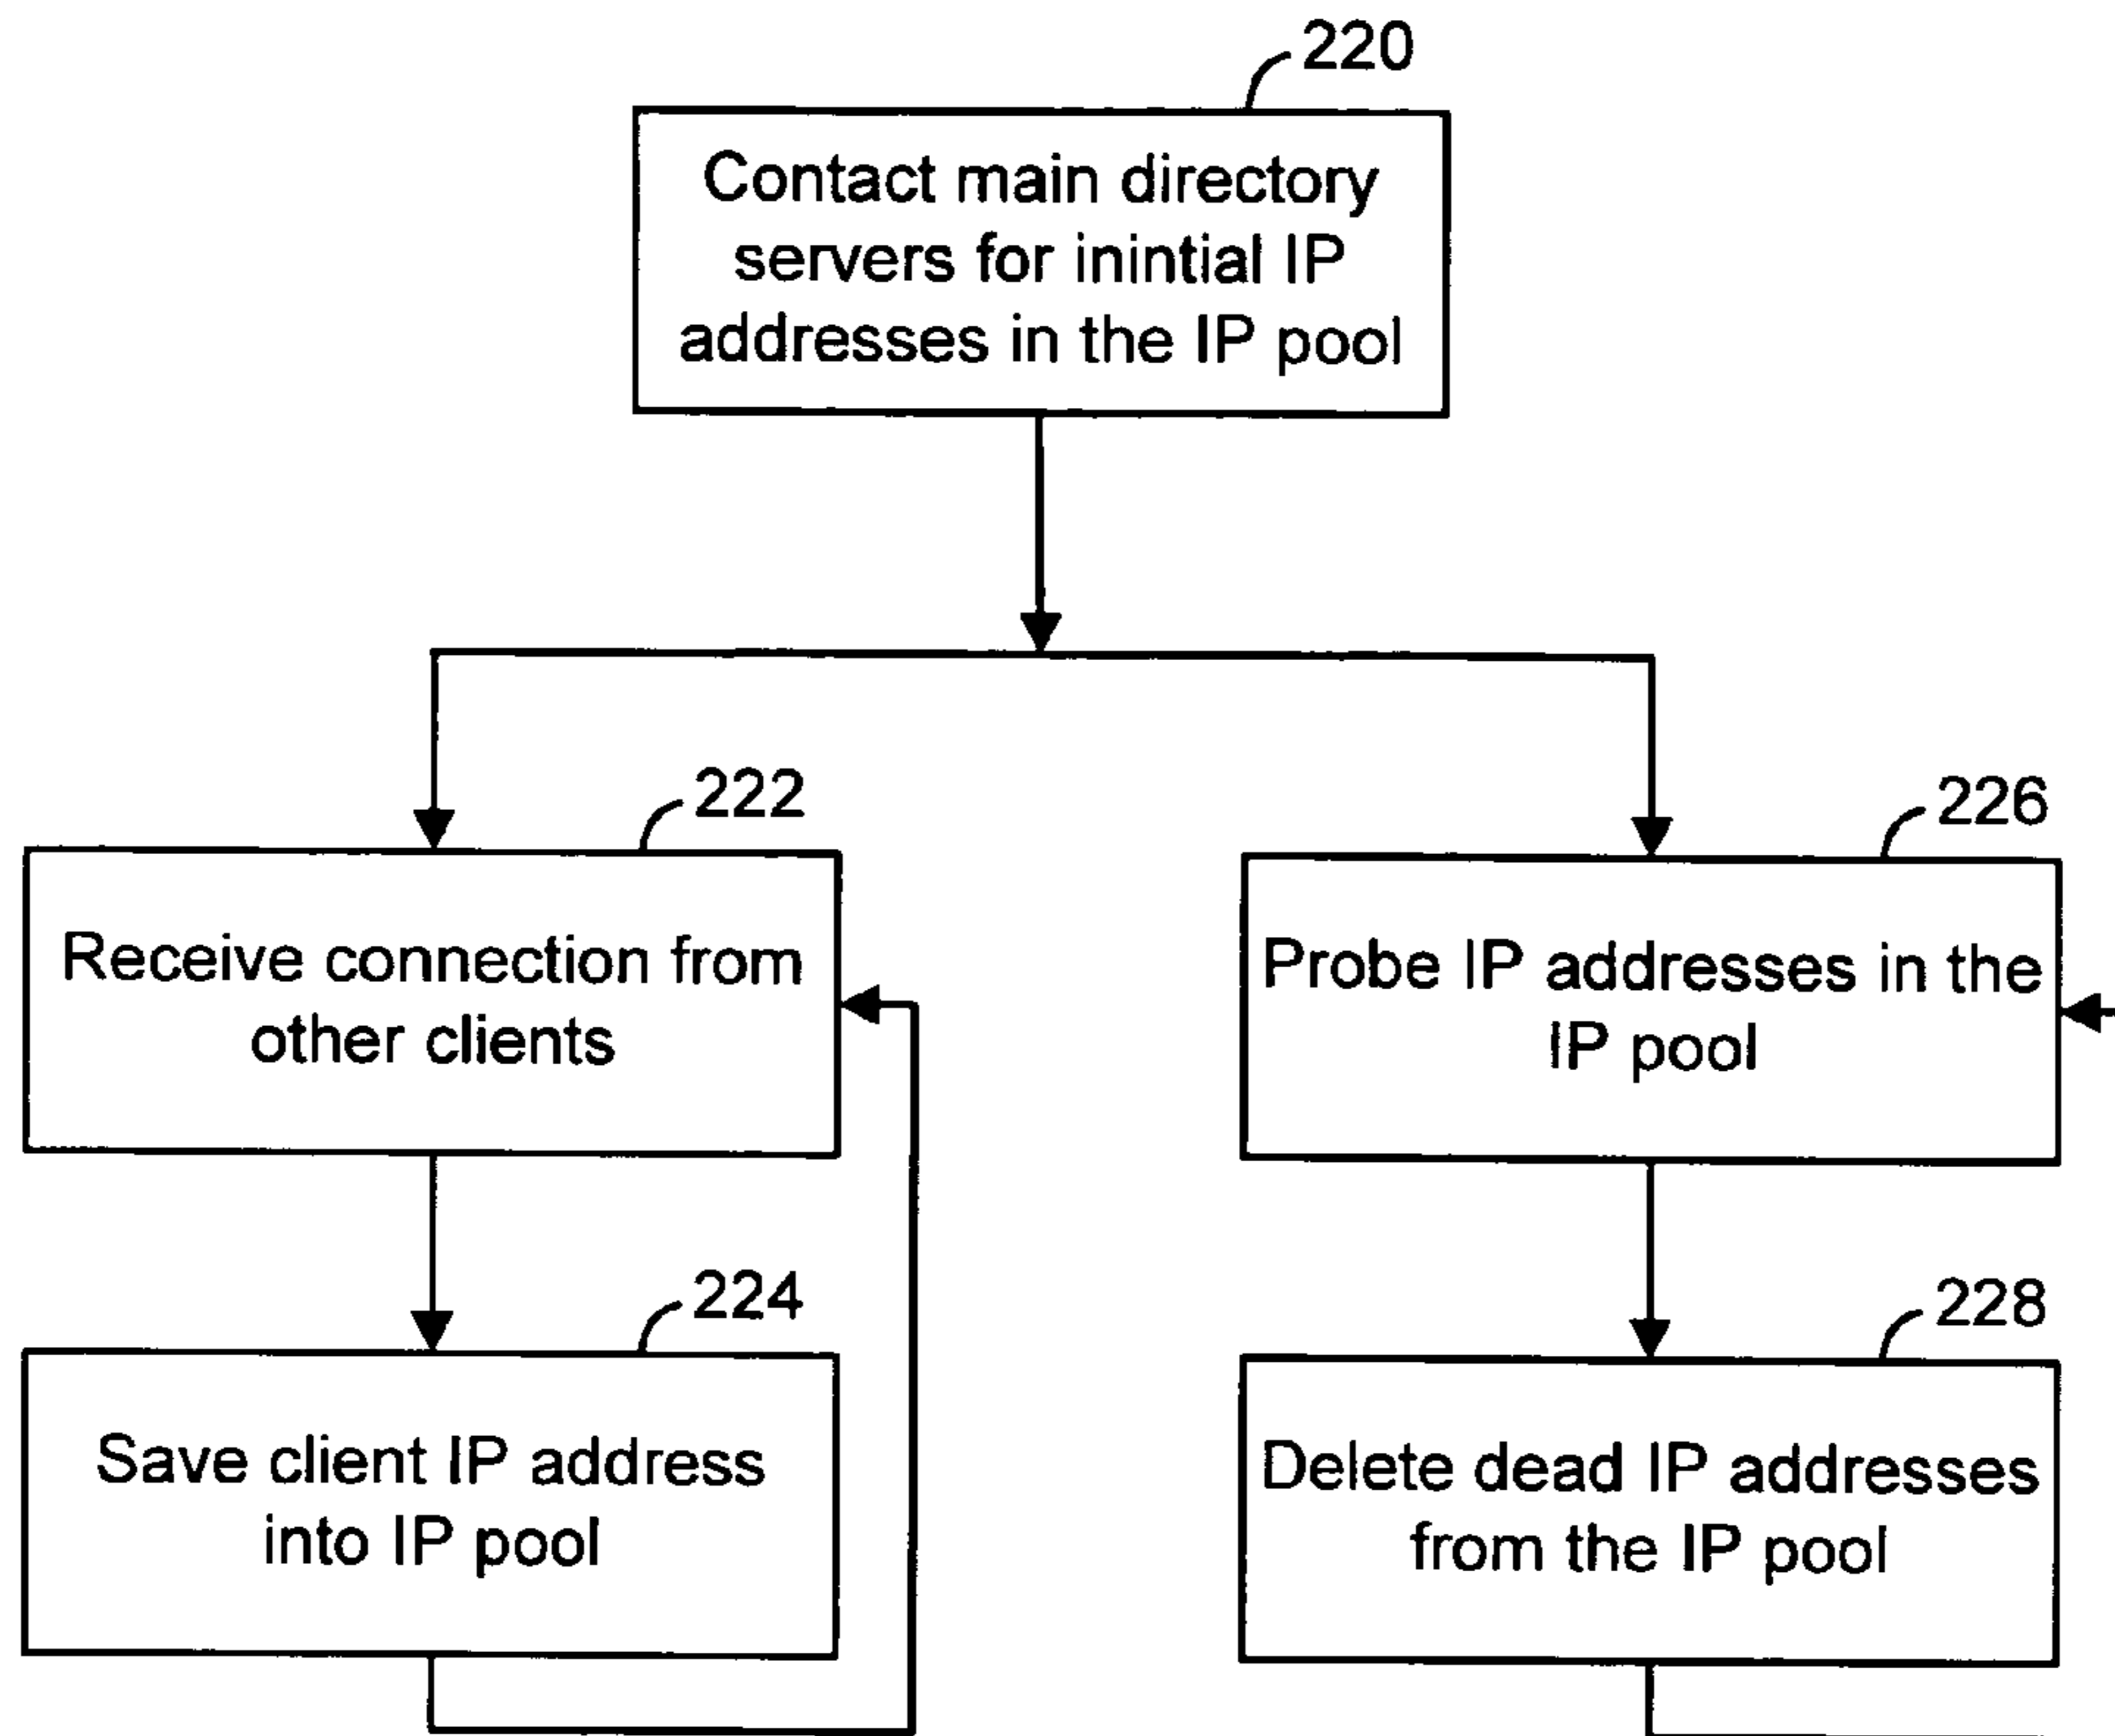 220
Contact main directory
servers for inintial IP
addresses in the IP pool
222
Receive connection from
other clients
226
Probe IP addresses in the
IP pool
224
Save client IP address
into IP pool
228
Delete dead IP addresses
from the IP pool